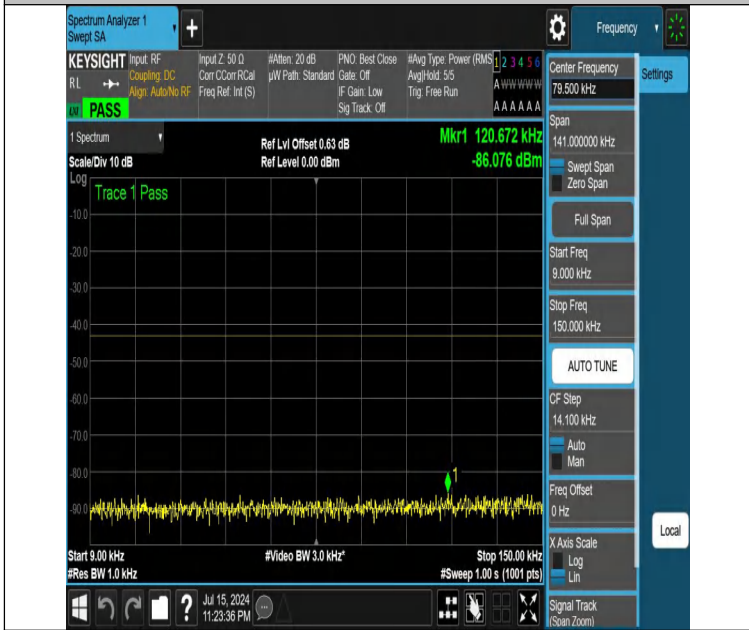 Spectrum Analyzer 1
Swept SA
+
Frequency
KEYSIGHT
RL
PASS
Input: RF
Coupling: DC
Align: Auto/No RF
Input Z: 50 Ω
Corr CCorr RCal
Freq Ref: Int (S)
#Atten: 20 dB
µW Path: Standard
PNO: Best Close
Gate: Off
IF Gain: Low
Sig Track: Off
#Avg Type: Power (RMS
Avg|Hold: 5/5
Trig: Free Run
1 2 3 4 5 6
A W W W W W
A A A A A A
1 Spectrum
Scale/Div 10 dB
Ref Lvl Offset 0.63 dB
Ref Level 0.00 dBm
Mkr1 120.672 kHz
-86.076 dBm
Log
Trace 1 Pass
-10.0
-20.0
-30.0
-40.0
-50.0
-60.0
-70.0
-80.0
-90.0
1
Start 9.00 kHz
#Res BW 1.0 kHz
#Video BW 3.0 kHz*
Stop 150.00 kHz
#Sweep 1.00 s (1001 pts)
Center Frequency
79.500 kHz
Span
141.000000 kHz
Swept Span
Zero Span
Full Span
Start Freq
9.000 kHz
Stop Freq
150.000 kHz
AUTO TUNE
CF Step
14.100 kHz
Auto
Man
Freq Offset
0 Hz
X Axis Scale
Log
Lin
Signal Track
(Span Zoom)
Settings
Local
?
Jul 15, 2024
11:23:36 PM